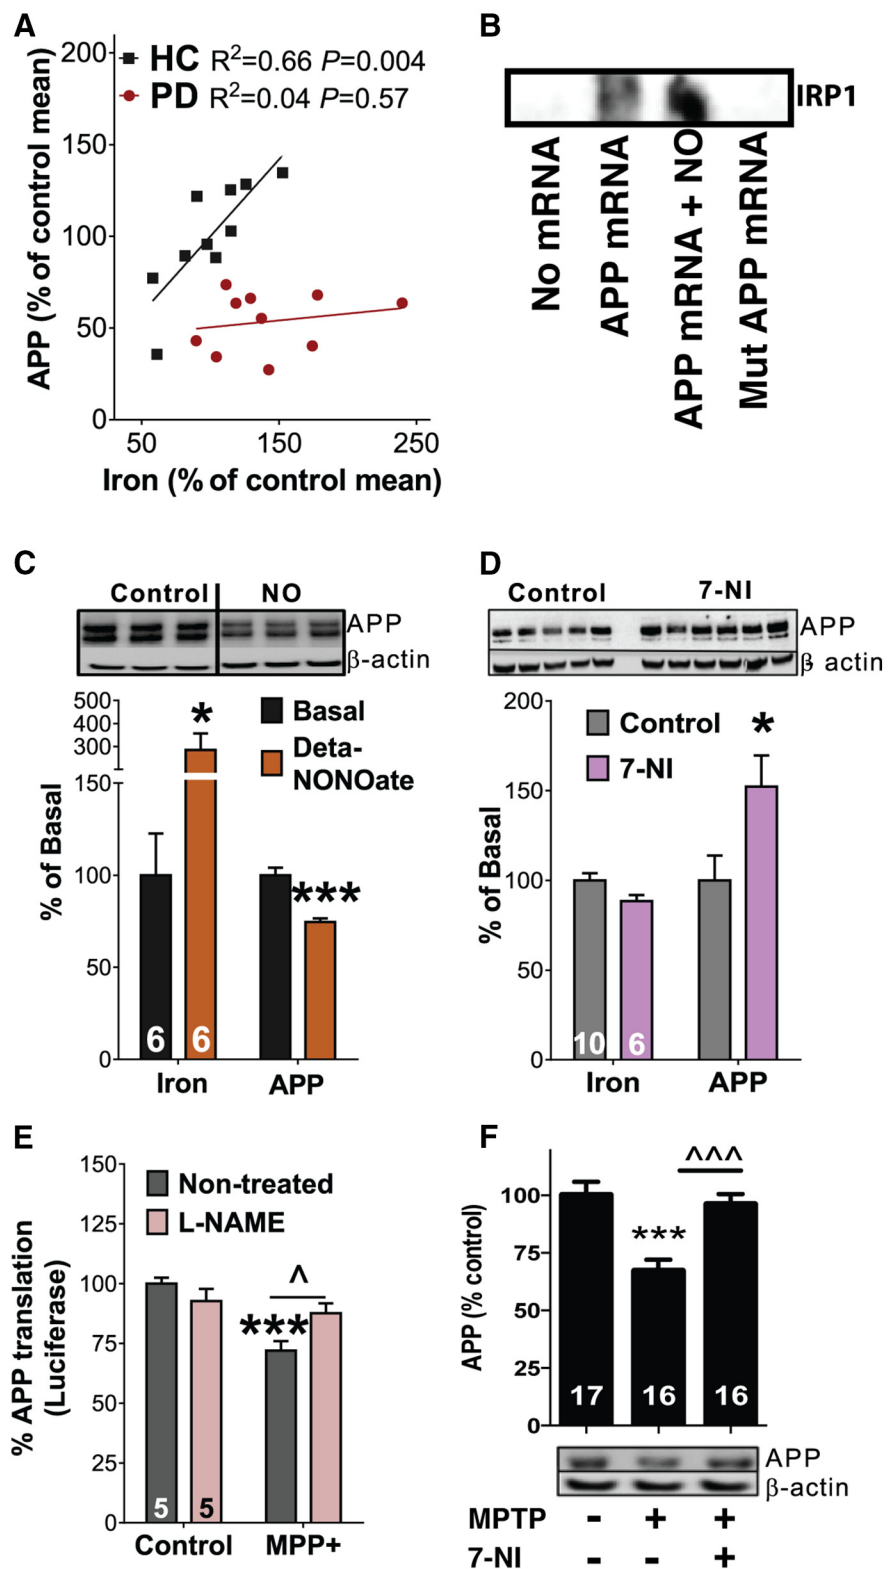 A
HC R²=0.66 P=0.004
PD R²=0.04 P=0.57
APP (% of control mean)
200
150
100
50
0
50 150 250
Iron (% of control mean)
B
IRP1
No mRNA
APP mRNA
APP mRNA + NO
Mut APP mRNA
C
Control NO
APP
β-actin
% of Basal
500
400
300
150
100
50
0
*
***
Basal
Deta-
NONOate
6 6
Iron APP
D
Control 7-NI
APP
β actin
% of Basal
200
150
100
50
0
Control
7-NI
*
10 6
Iron APP
E
% APP translation
(Luciferase)
150
125
100
75
50
25
0
Non-treated
L-NAME
^
***
5 5
Control MPP+
F
APP (% control)
100
75
50
25
0
^^^
***
17 16 16
APP
β-actin
MPTP - + +
7-NI - - +